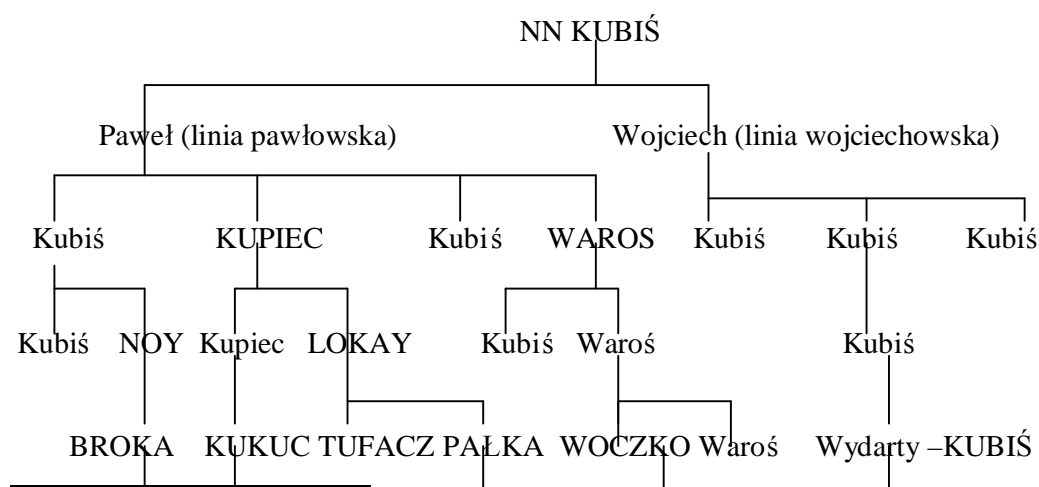 NN KUBIŚ
Paweł (linia pawłowska) Wojciech (linia wojciechowska)
Kubiś KUPIEC Kubiś WAROS Kubiś Kubiś Kubiś
Kubiś NOY Kupiec LOKAY Kubiś Waroś Kubiś
BROKA KUKUC TUFACZ PAŁKA WOCZKO Waroś Wydarty –KUBIŚ